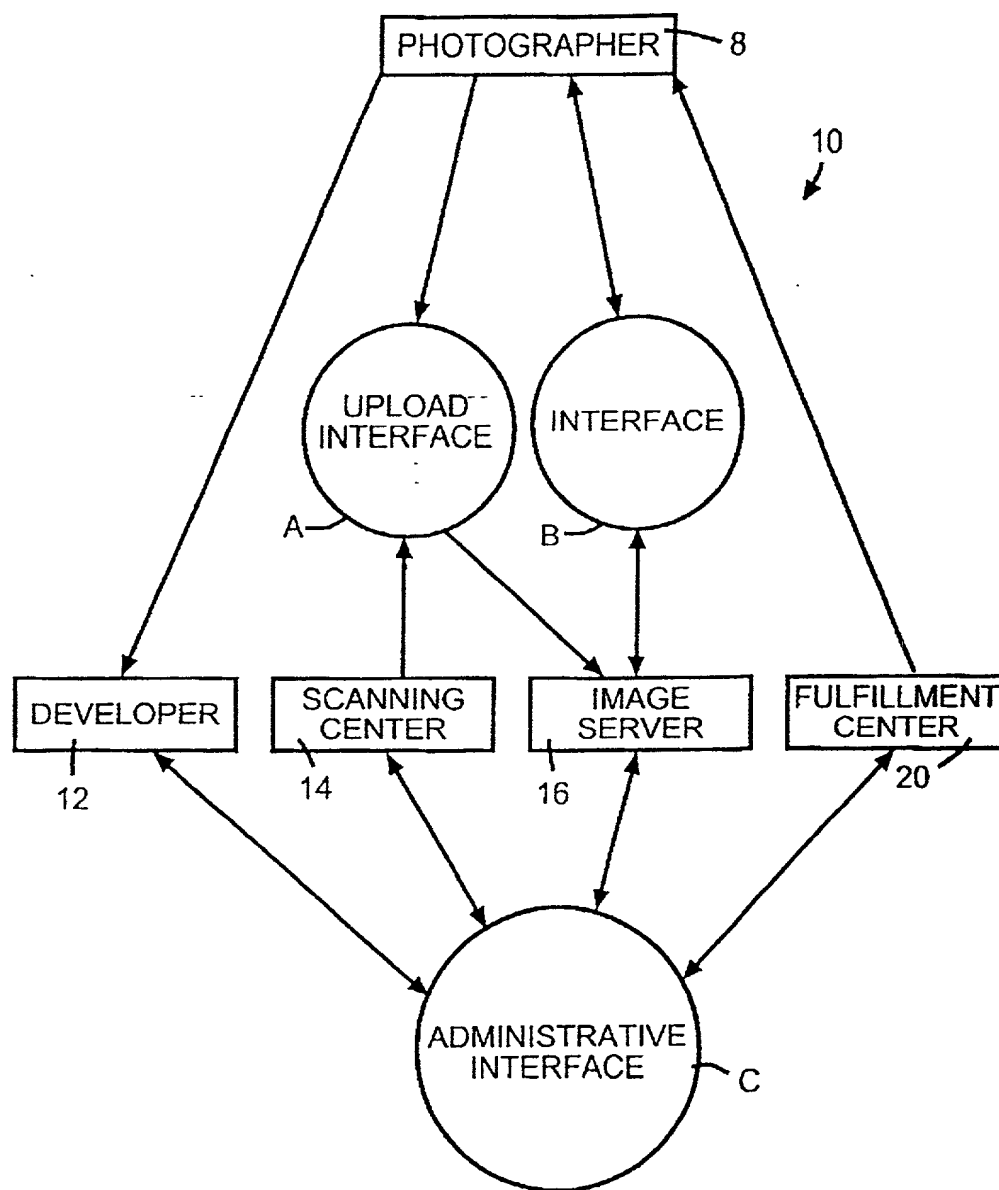 PHOTOGRAPHER
8
10
UPLOAD
INTERFACE
INTERFACE
A
B
DEVELOPER
SCANNING
CENTER
IMAGE
SERVER
FULFILLMENT
CENTER
12
14
16
20
ADMINISTRATIVE
INTERFACE
C